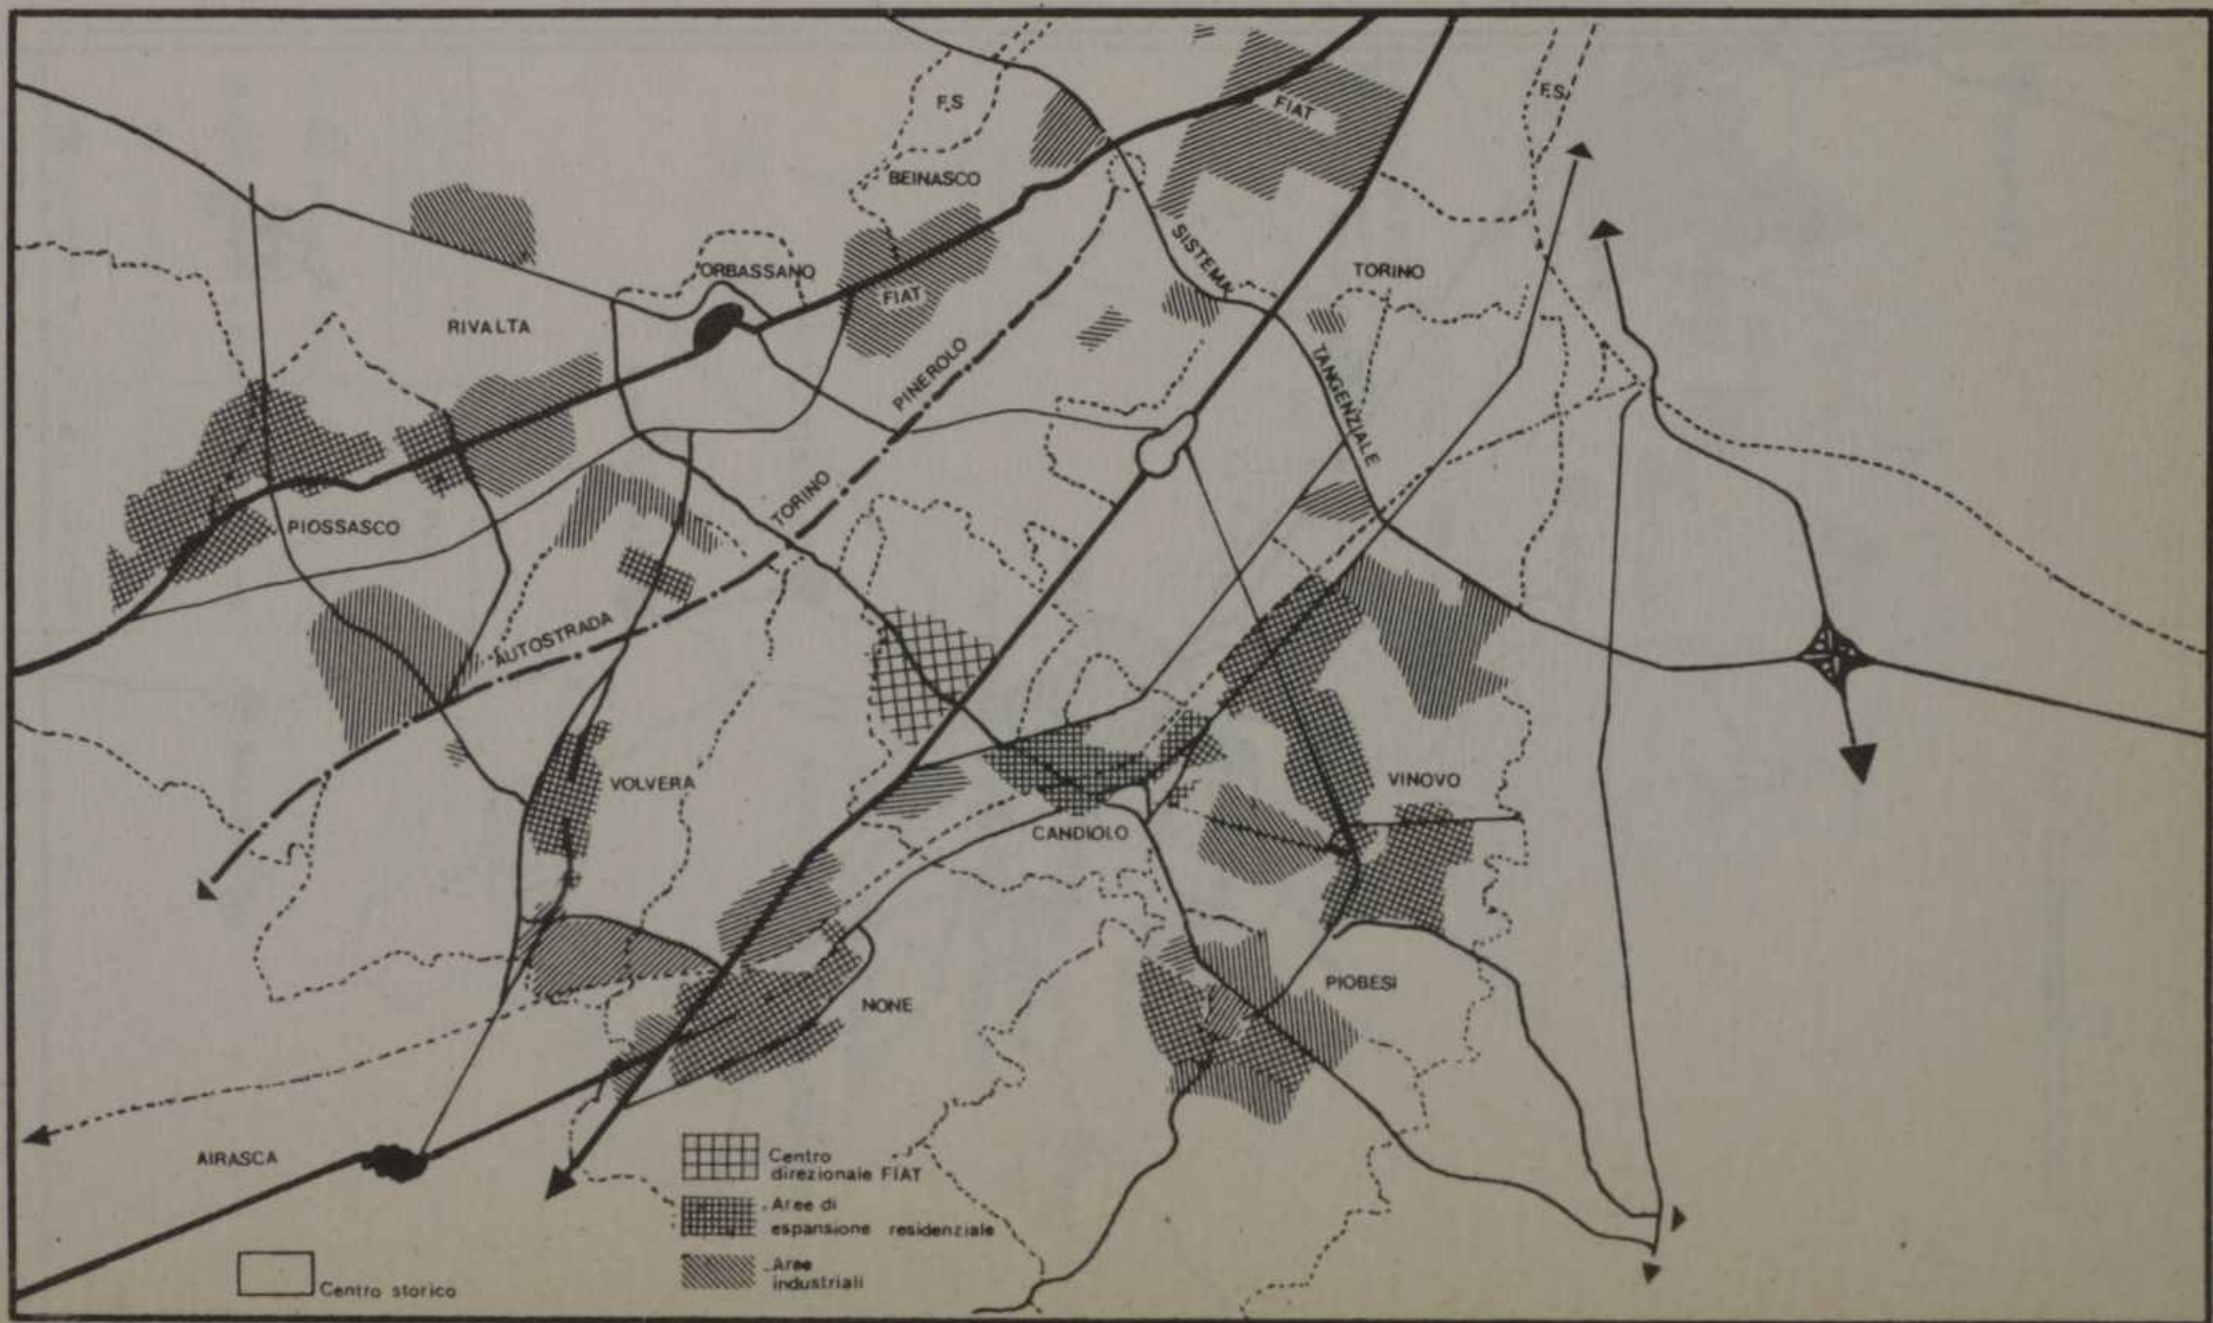 F.S
FIAT
F.S.
BEINASCO
SISTEMA
TORINO
ORBASSANO
FIAT
RIVALTA
PINEROLO
TANGENZIALE
TORINO
PIOSSASCO
AUTOSTRADA
VOLVERA
VINOVO
CANDIOLO
PIOBESI
NONE
AIRASCA
Centro
direzionale FIAT
Aree di
espansione residenziale
Aree
industriali
Centro storico